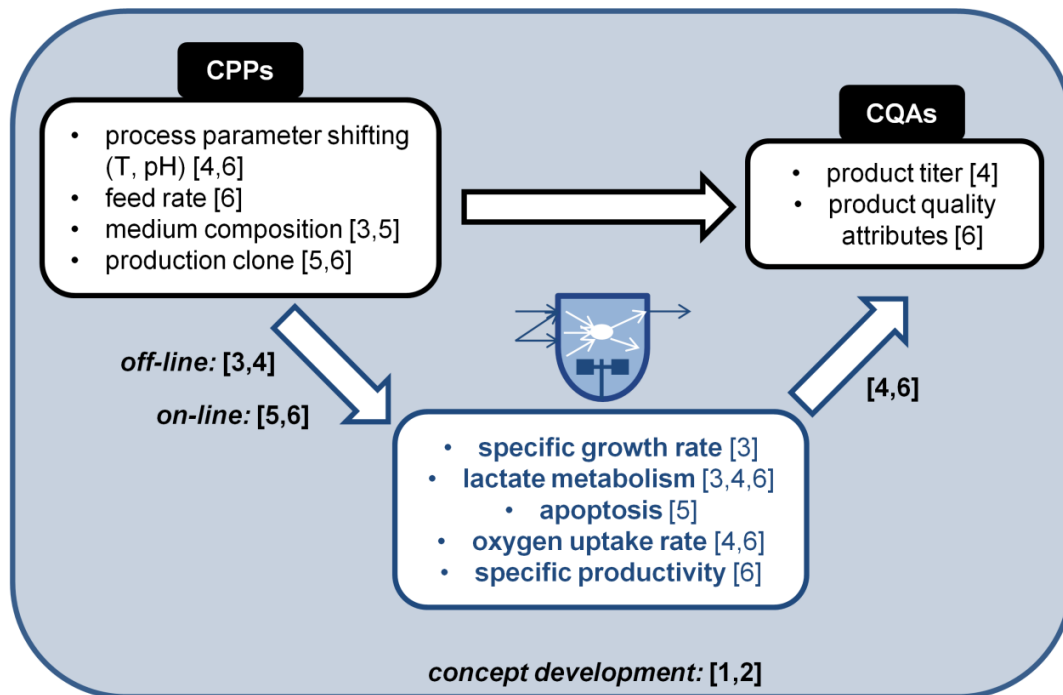 CPPs
• process parameter shifting
(T, pH) [4,6]
• feed rate [6]
• medium composition [3,5]
• production clone [5,6]
CQAs
• product titer [4]
• product quality
attributes [6]
off-line: [3,4]
on-line: [5,6]
[4,6]
• specific growth rate [3]
• lactate metabolism [3,4,6]
• apoptosis [5]
• oxygen uptake rate [4,6]
• specific productivity [6]
concept development: [1,2]